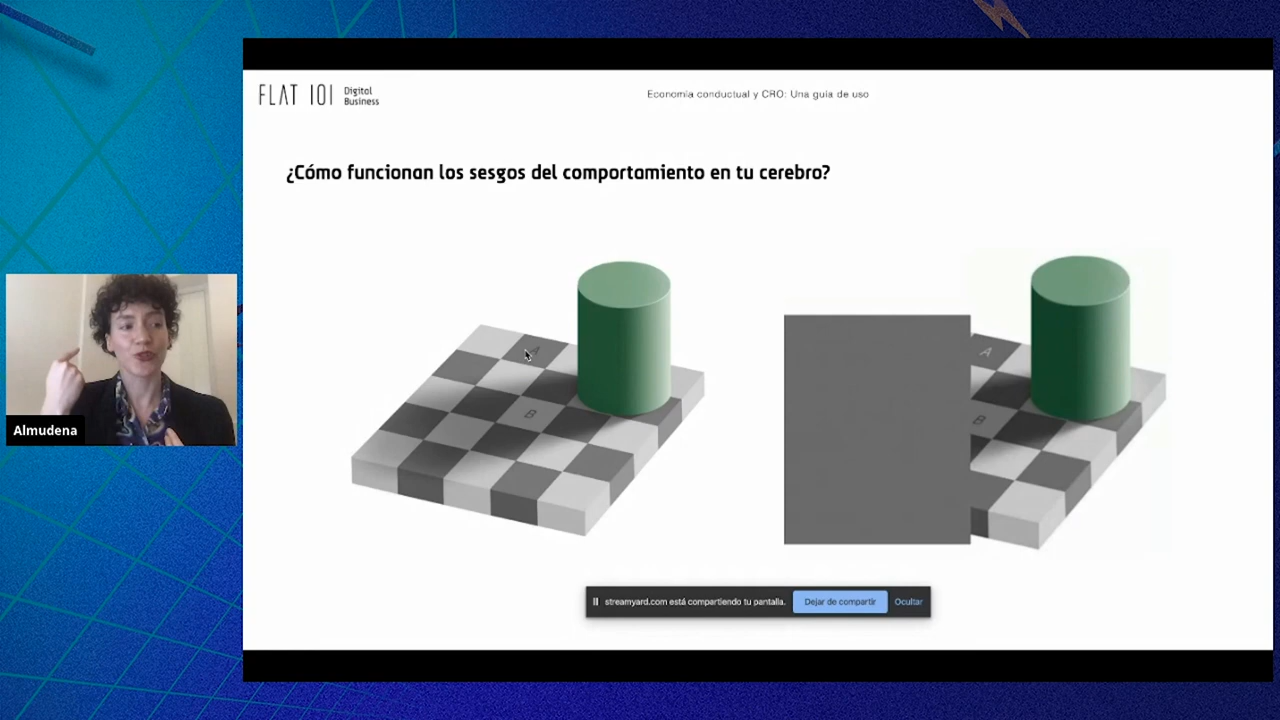 FLAT 101 Digital
Business
Economía conductual y CRO: Una guía de uso
¿Cómo funcionan los sesgos del comportamiento en tu cerebro?
A
B
A
B
Almudena
streamyard.com está compartiendo tu pantalla. Dejar de compartir Ocultar